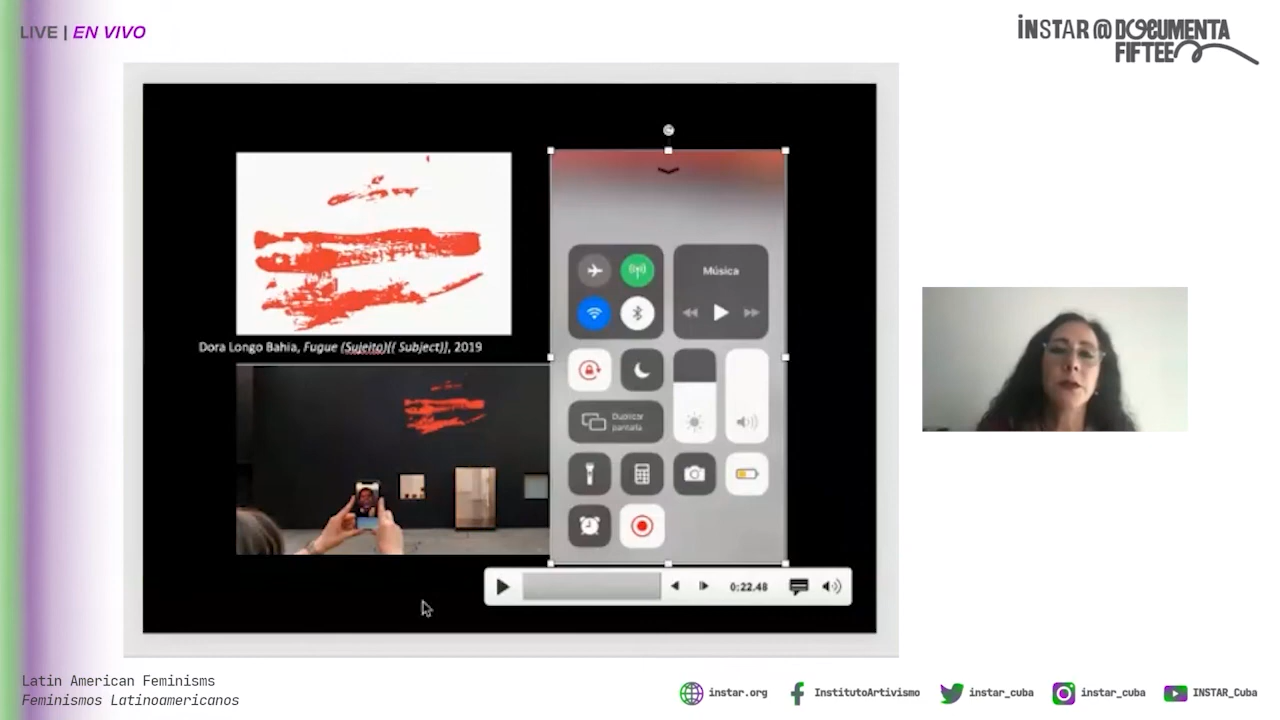 LIVE | EN VIVO
INSTAR @ DOCUMENTA
FIFTEEN
Música
Dora Longo Bahia, Fugue (Sujeito)[( Subject)], 2019
Duplicar
pantalla
0:22.48
Latin American Feminisms
Feminismos Latinoamericanos
instar.org
InstitutoArtivismo
instar_cuba
instar_cuba
INSTAR_Cuba